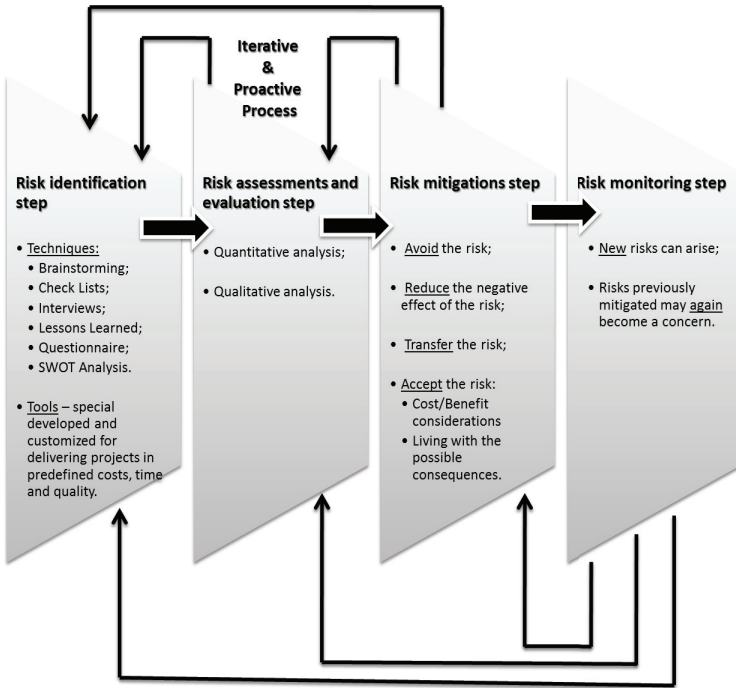 Iterative
&
Proactive
Process
Risk identification
step
• Techniques:
• Brainstorming;
• Check Lists;
• Interviews;
• Lessons Learned;
• Questionnaire;
• SWOT Analysis.
• Tools – special
developed and
customized for
delivering projects in
predefined costs, time
and quality.
Risk assessments and
evaluation step
• Quantitative analysis;
• Qualitative analysis.
Risk mitigations step
• Avoid the risk;
• Reduce the negative
effect of the risk;
• Transfer the risk;
• Accept the risk:
• Cost/Benefit
considerations
• Living with the
possible
consequences.
Risk monitoring step
• New risks can arise;
• Risks previously
mitigated may again
become a concern.